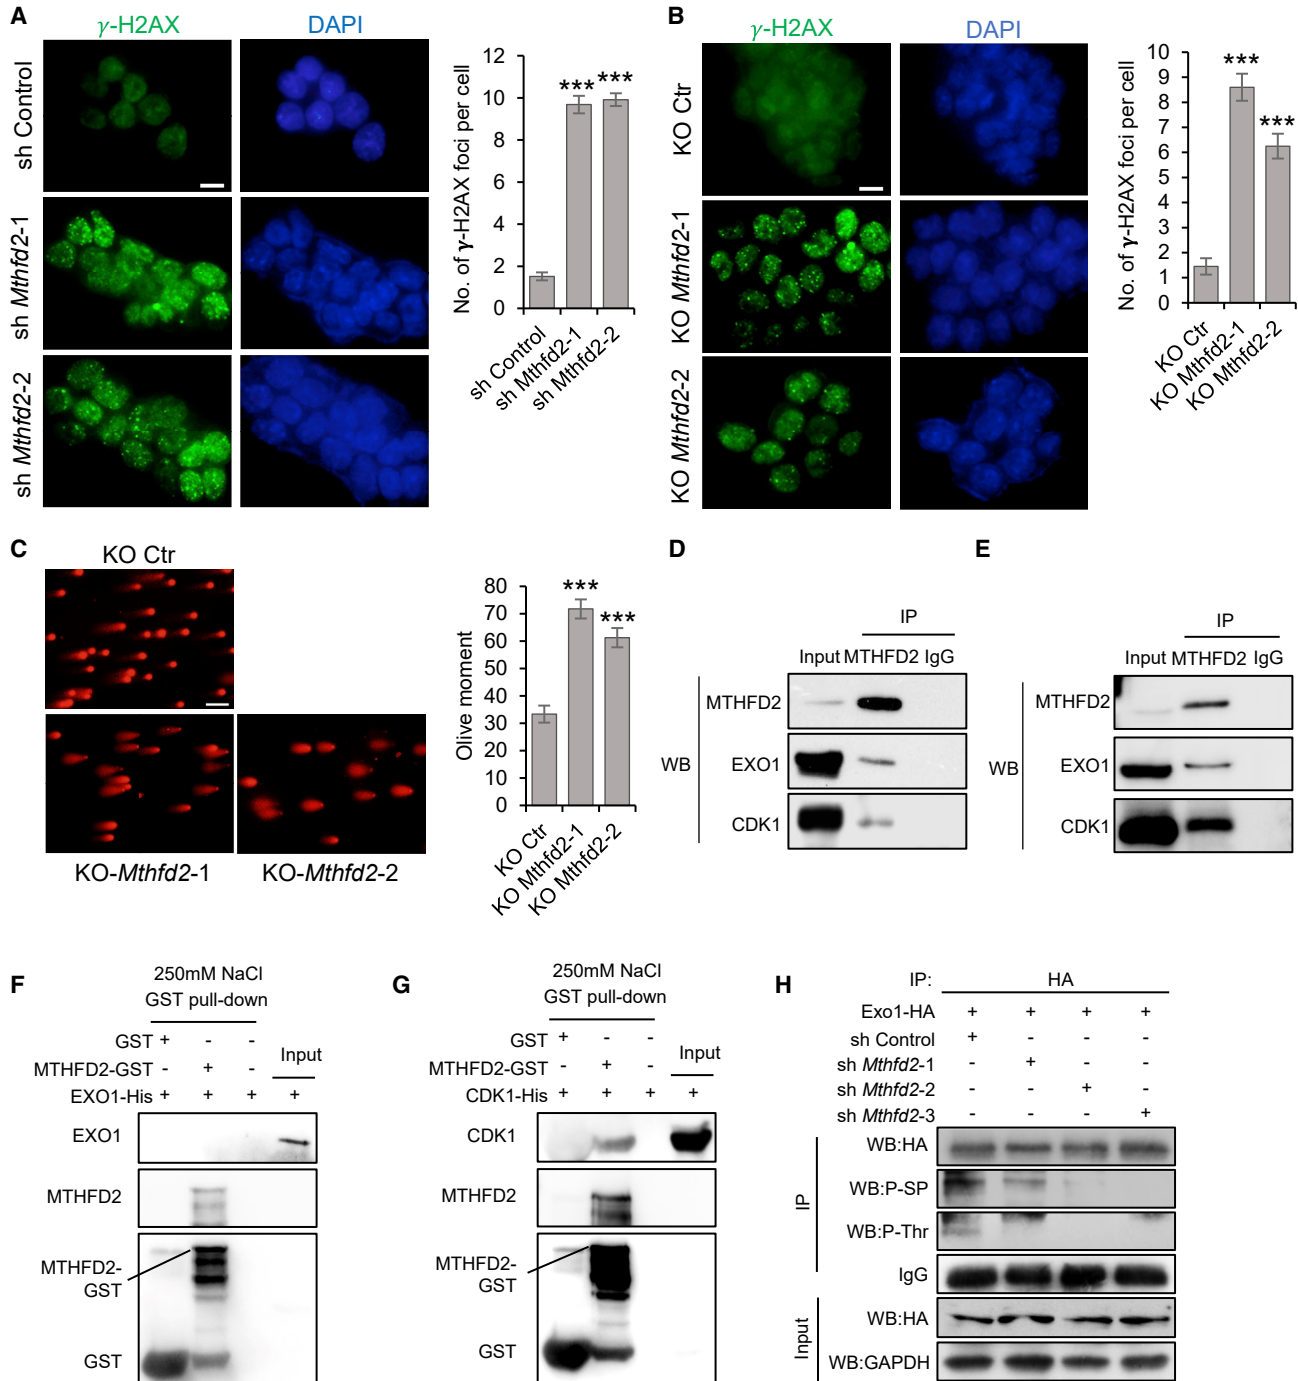 A
γ-H2AX DAPI
sh Control
sh Mthfd2-1
sh Mthfd2-2
No. of γ-H2AX foci per cell
12
10
8
6
4
2
0
***
***
sh Control
sh Mthfd2-1
sh Mthfd2-2
B
γ-H2AX DAPI
KO Ctr
KO Mthfd2-1
KO Mthfd2-2
No. of γ-H2AX foci per cell
10
9
8
7
6
5
4
3
2
1
0
***
***
KO Ctr
KO Mthfd2-1
KO Mthfd2-2
C
KO Ctr
KO-Mthfd2-1
KO-Mthfd2-2
Olive moment
80
70
60
50
40
30
20
10
0
***
***
KO Ctr
KO Mthfd2-1
KO Mthfd2-2
D
IP
Input MTHFD2 IgG
WB
MTHFD2
EXO1
CDK1
E
IP
Input MTHFD2 IgG
WB
MTHFD2
EXO1
CDK1
F
250mM NaCl
GST pull-down
GST + - -
Input
MTHFD2-GST - + -
EXO1-His + + + +
EXO1
MTHFD2
MTHFD2-
GST
GST
G
250mM NaCl
GST pull-down
GST + - -
Input
MTHFD2-GST - + -
CDK1-His + + + +
CDK1
MTHFD2
MTHFD2-
GST
GST
H
IP: HA
Exo1-HA + + + +
sh Control + - - -
sh Mthfd2-1 - + - -
sh Mthfd2-2 - - + -
sh Mthfd2-3 - - - +
IP
WB:HA
WB:P-SP
WB:P-Thr
IgG
Input
WB:HA
WB:GAPDH